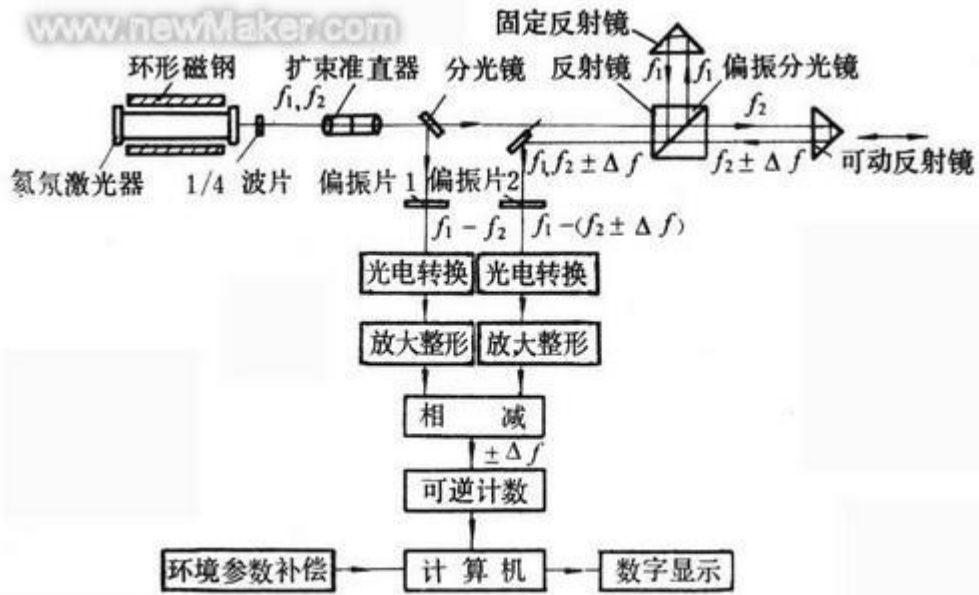 www.newMaker.com
固定反射镜
环形磁钢 扩束准直器 分光镜 反射镜 f₁ f₁ 偏振分光镜
f₁, f₂
f₂
氦氖激光器 1/4 波片 偏振片1 偏振片2 f₁, f₂ ± Δf f₂ ± Δf 可动反射镜
f₁ − f₂ f₁ − (f₂ ± Δf)
光电转换 光电转换
放大整形 放大整形
相 减
± Δf
可逆计数
环境参数补偿 计算机 数字显示